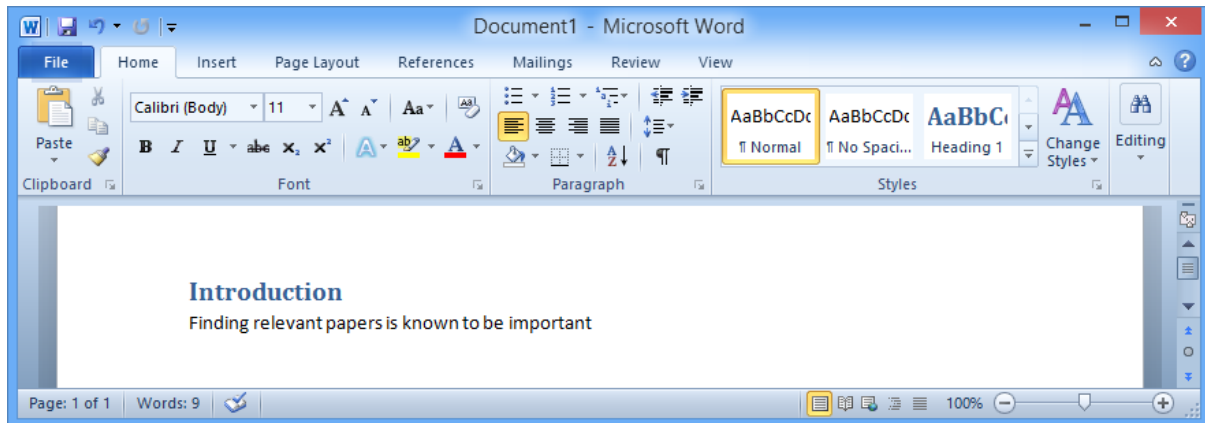 Document1 - Microsoft Word
File Home Insert Page Layout References Mailings Review View
Calibri (Body) 11 A A Aa
Paste B I U abc X₂ X² A ab A
AaBbCcDc AaBbCcDc AaBbC
¶ Normal ¶ No Spaci... Heading 1
Change Styles
Editing
Clipboard Font Paragraph Styles
Introduction
Finding relevant papers is known to be important
Page: 1 of 1 Words: 9 100%